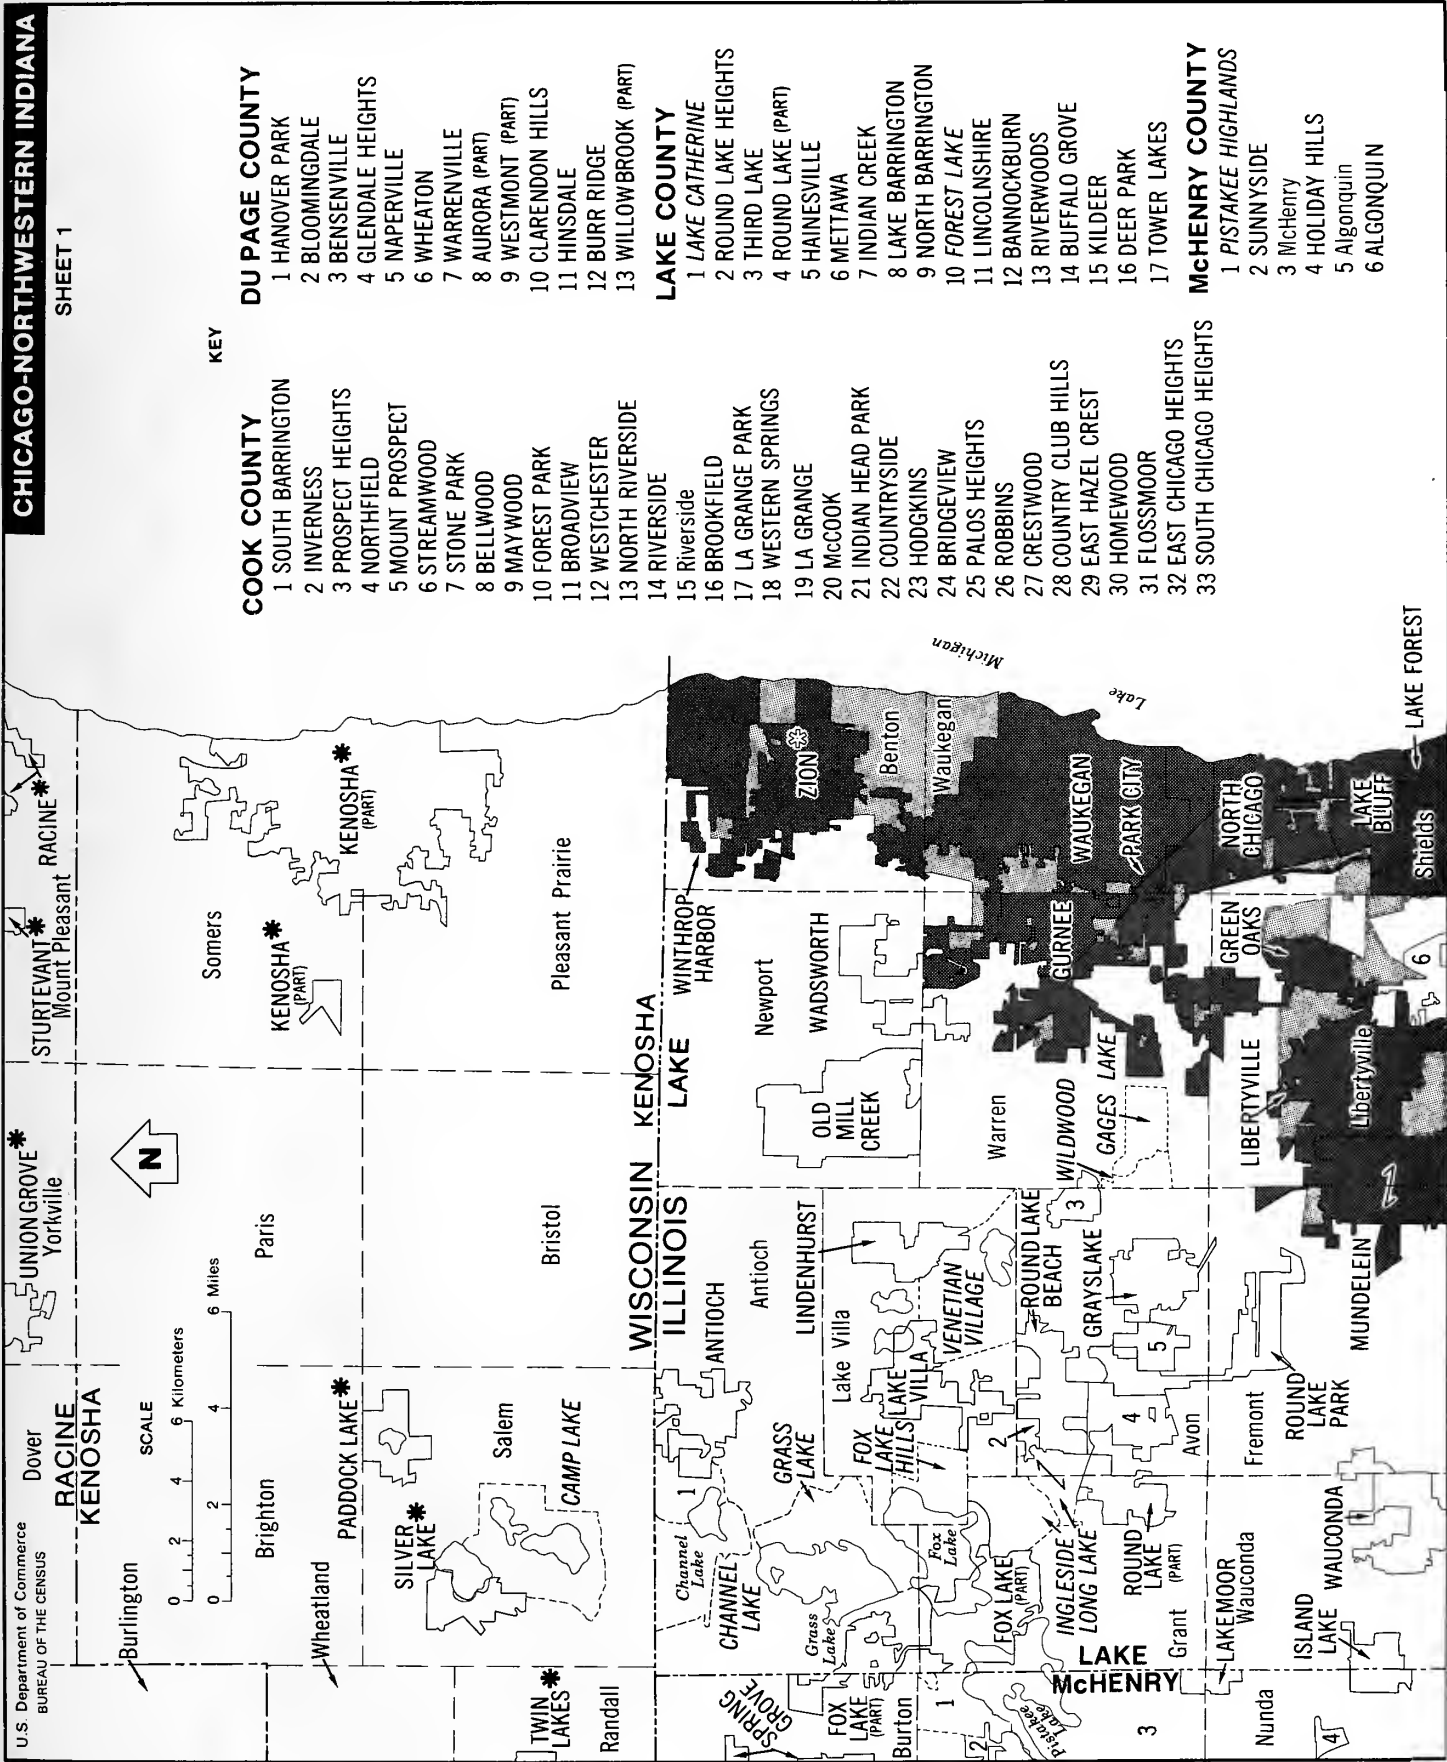 CHICAGO-NORTHWESTERN INDIANA
SHEET 1
KEY
COOK COUNTY
1 SOUTH BARRINGTON
2 INVERNESS
3 PROSPECT HEIGHTS
4 NORTHFIELD
5 MOUNT PROSPECT
6 STREAMWOOD
7 STONE PARK
8 BELLWOOD
9 MAYWOOD
10 FOREST PARK
11 BROADVIEW
12 WESTCHESTER
13 NORTH RIVERSIDE
14 RIVERSIDE
15 Riverside
16 BROOKFIELD
17 LA GRANGE PARK
18 WESTERN SPRINGS
19 LA GRANGE
20 McCOOK
21 INDIAN HEAD PARK
22 COUNTRYSIDE
23 HODGKINS
24 BRIDGEVIEW
25 PALOS HEIGHTS
26 ROBBINS
27 CRESTWOOD
28 COUNTRY CLUB HILLS
29 EAST HAZEL CREST
30 HOMEWOOD
31 FLOSSMOOR
32 EAST CHICAGO HEIGHTS
33 SOUTH CHICAGO HEIGHTS
DU PAGE COUNTY
1 HANOVER PARK
2 BLOOMINGDALE
3 BENSENVILLE
4 GLENDALE HEIGHTS
5 NAPERVILLE
6 WHEATON
7 WARRENVILLE
8 AURORA (PART)
9 WESTMONT (PART)
10 CLARENDON HILLS
11 HINSDALE
12 BURR RIDGE
13 WILLOWBROOK (PART)
LAKE COUNTY
1 LAKE CATHERINE
2 ROUND LAKE HEIGHTS
3 THIRD LAKE
4 ROUND LAKE (PART)
5 HAINESVILLE
6 METTAWA
7 INDIAN CREEK
8 LAKE BARRINGTON
9 NORTH BARRINGTON
10 FOREST LAKE
11 LINCOLNSHIRE
12 BANNOCKBURN
13 RIVERWOODS
14 BUFFALO GROVE
15 KILDEER
16 DEER PARK
17 TOWER LAKES
McHENRY COUNTY
1 PISTAKEE HIGHLANDS
2 SUNNYSIDE
3 McHenry
4 HOLIDAY HILLS
5 Algonquin
6 ALGONQUIN
U.S. Department of Commerce
BUREAU OF THE CENSUS
Dover
UNION GROVE *
Yorkville
STURTEVANT *
Mount Pleasant
RACINE *
RACINE
KENOSHA
Burlington
SCALE
0 2 4 6 Kilometers
0 2 4 6 Miles
N
Brighton
Paris
Somers
Wheatland
PADDOCK LAKE *
KENOSHA *
(PART)
KENOSHA *
(PART)
SILVER
LAKE *
Salem
CAMP LAKE
Bristol
Pleasant Prairie
TWIN
LAKES *
Randall
WISCONSIN
ILLINOIS
KENOSHA
LAKE
Channel
Lake
1
CHANNEL
LAKE
ANTIOCH
Antioch
WINTHROP
HARBOR
Newport
WADSWORTH
OLD
MILL
CREEK
ZION *
Benton
Waukegan
Michigan
Lake
SPRING
GROVE
Grass
Lake
GRASS
LAKE
LINDENHURST
Lake Villa
LAKE
VILLA
FOX
LAKE
HILLS
VENETIAN
VILLAGE
FOX
LAKE
(PART)
Burton
1
Fox
Lake
FOX LAKE
(PART)
2
Pistakee
Lake
INGLESIDE
LONG LAKE
2
ROUND LAKE
BEACH
3
WILDWOOD
GAGES LAKE
Warren
GURNEE
WAUKEGAN
PARK CITY
GRAYSLAKE
5
4
Avon
ROUND
LAKE
(PART)
Grant
LAKE
McHENRY
3
LAKEMOOR
Wauconda
Fremont
LIBERTYVILLE
GREEN
OAKS
NORTH
CHICAGO
Nunda
4
ISLAND
LAKE
WAUCONDA
ROUND
LAKE
PARK
MUNDELEIN
Libertyville
6
LAKE
BLUFF
Shields
LAKE FOREST